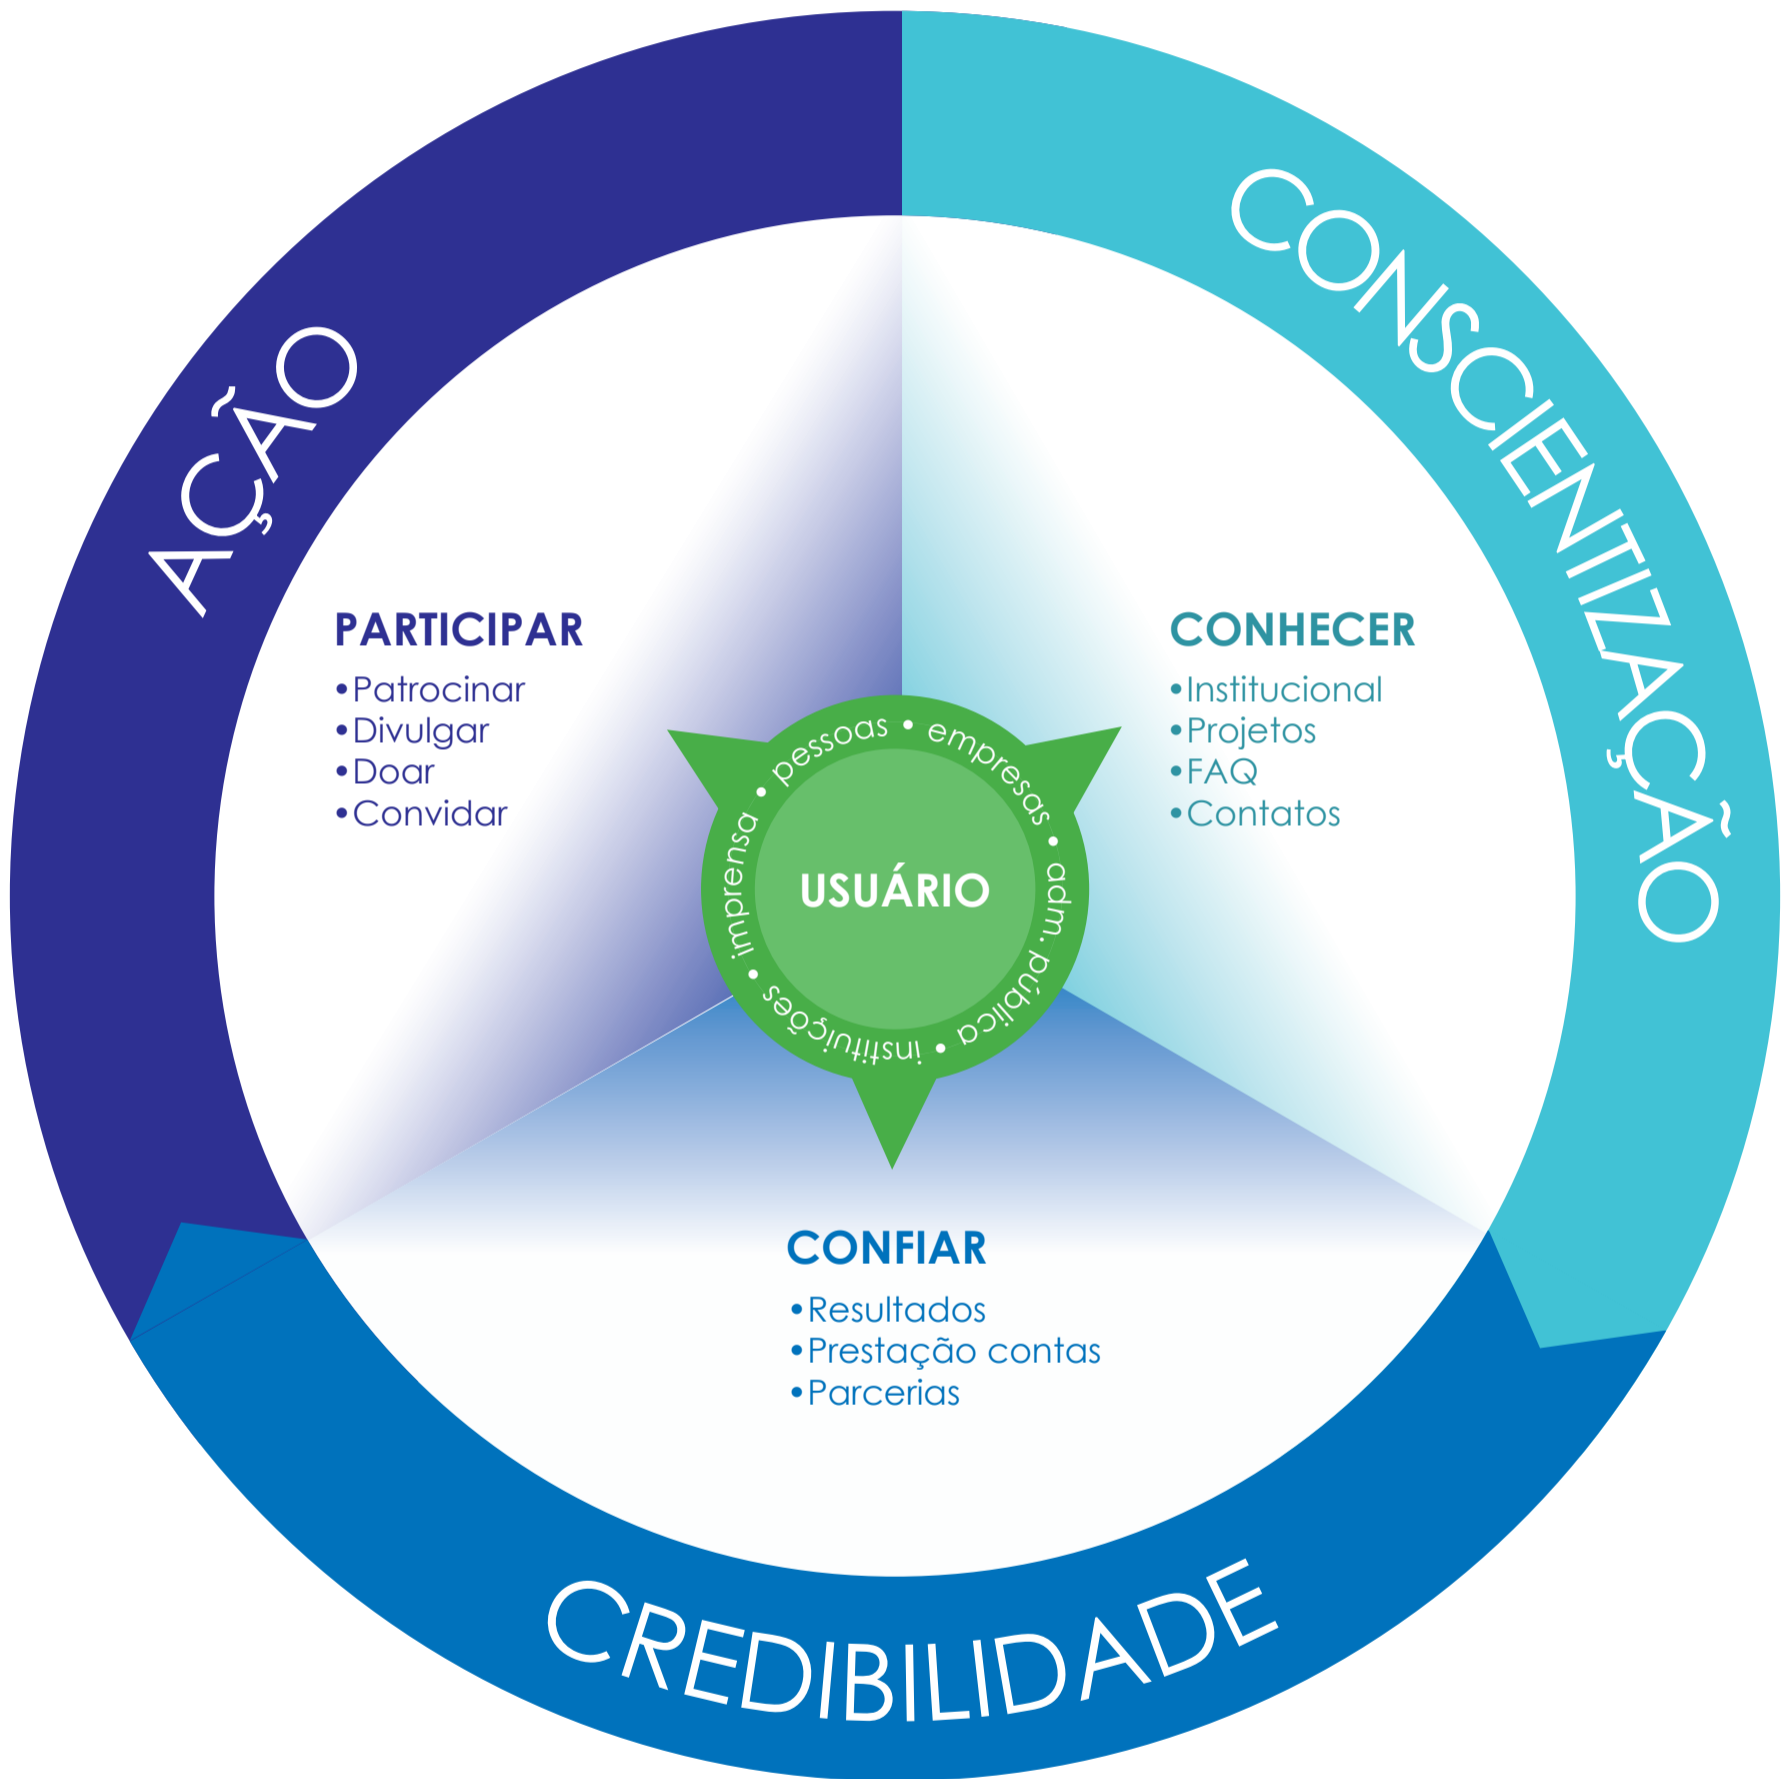 AÇÃO
CONSCIENTIZAÇÃO
PARTICIPAR
•Patrocinar
•Divulgar
•Doar
•Convidar
CONHECER
•Institucional
•Projetos
•FAQ
•Contatos
pessoas • empresas • adm. pública • instituições • imprensa •
USUÁRIO
CONFIAR
•Resultados
•Prestação contas
•Parcerias
CREDIBILIDADE